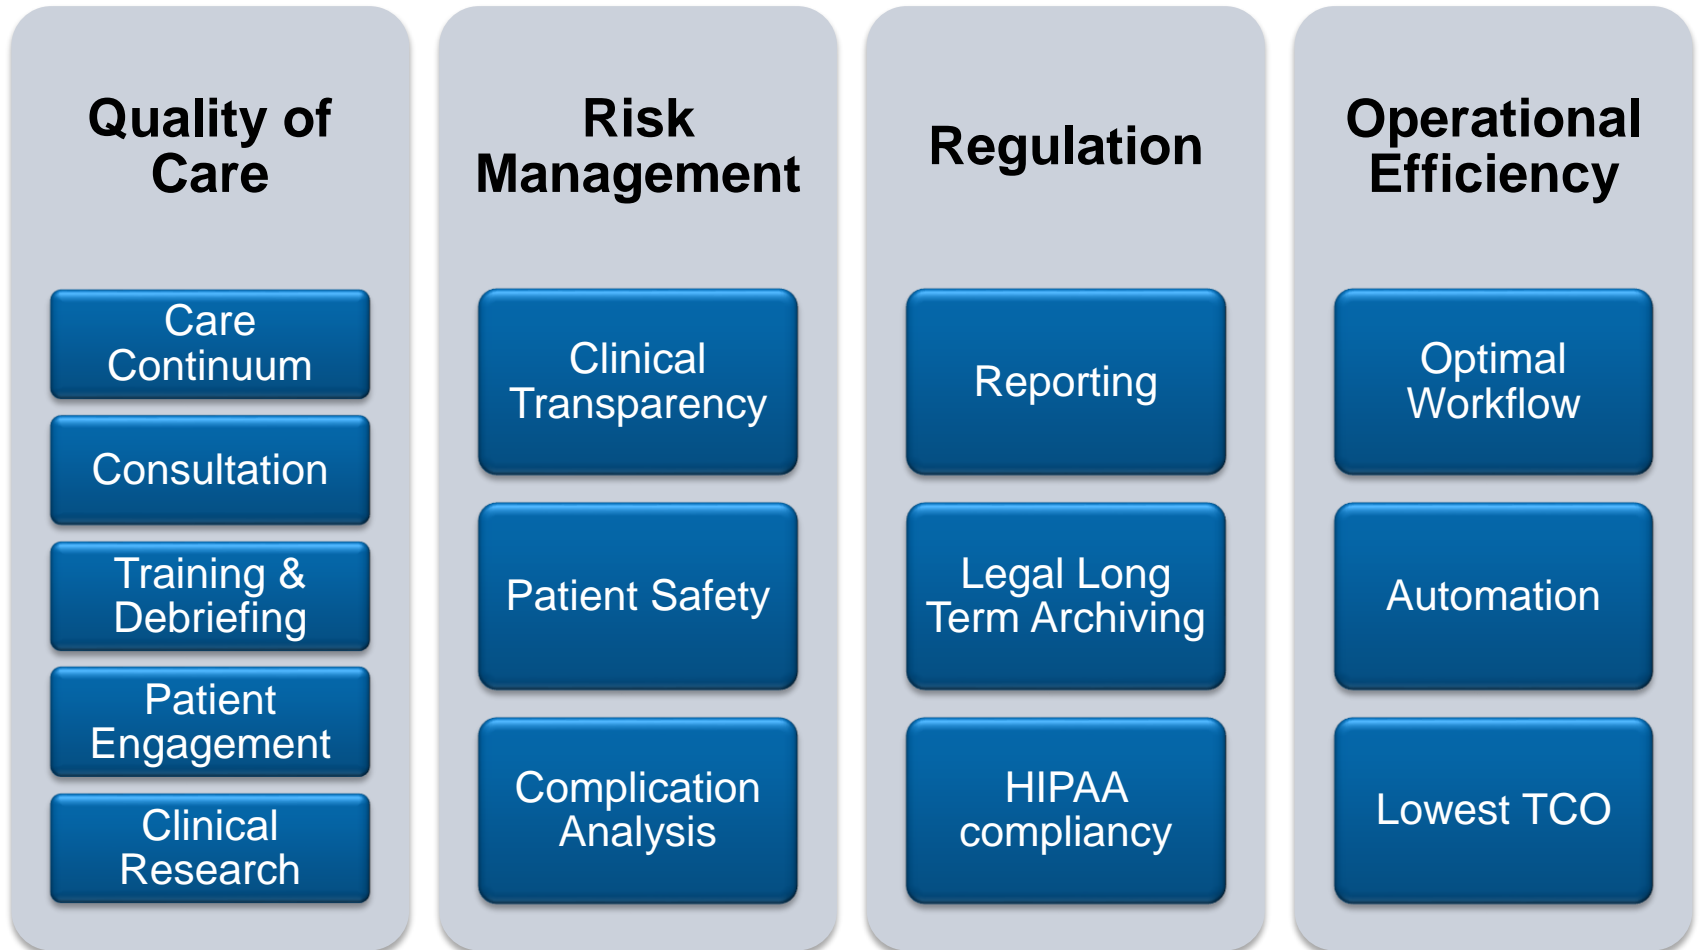 Quality of
Care
Care
Continuum
Consultation
Training &
Debriefing
Patient
Engagement
Clinical
Research
Risk
Management
Clinical
Transparency
Patient Safety
Complication
Analysis
Regulation
Reporting
Legal Long
Term Archiving
HIPAA
compliancy
Operational
Efficiency
Optimal
Workflow
Automation
Lowest TCO